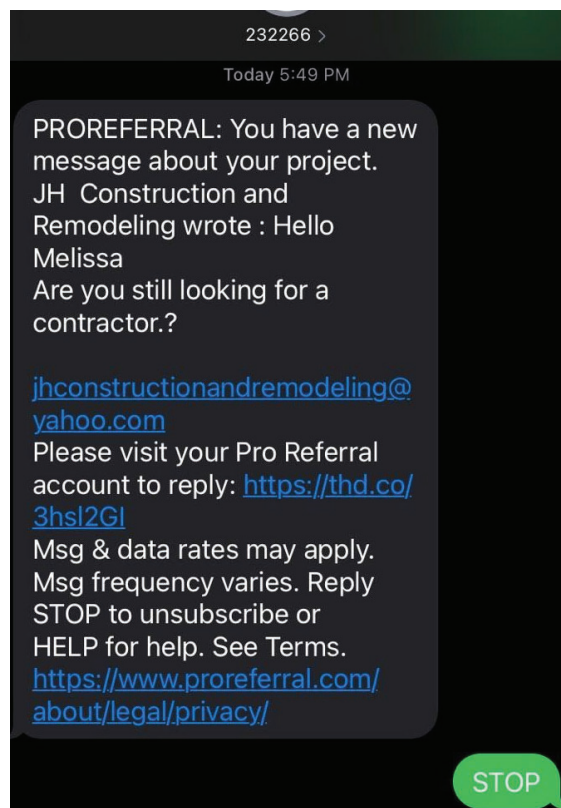 232266 >
Today 5:49 PM
PROREFERRAL: You have a new
message about your project.
JH  Construction and
Remodeling wrote : Hello
Melissa
Are you still looking for a
contractor.?
jhconstructionandremodeling@
yahoo.com
Please visit your Pro Referral
account to reply: https://thd.co/
3hsl2GI
Msg & data rates may apply.
Msg frequency varies. Reply
STOP to unsubscribe or
HELP for help. See Terms.
https://www.proreferral.com/
about/legal/privacy/
STOP